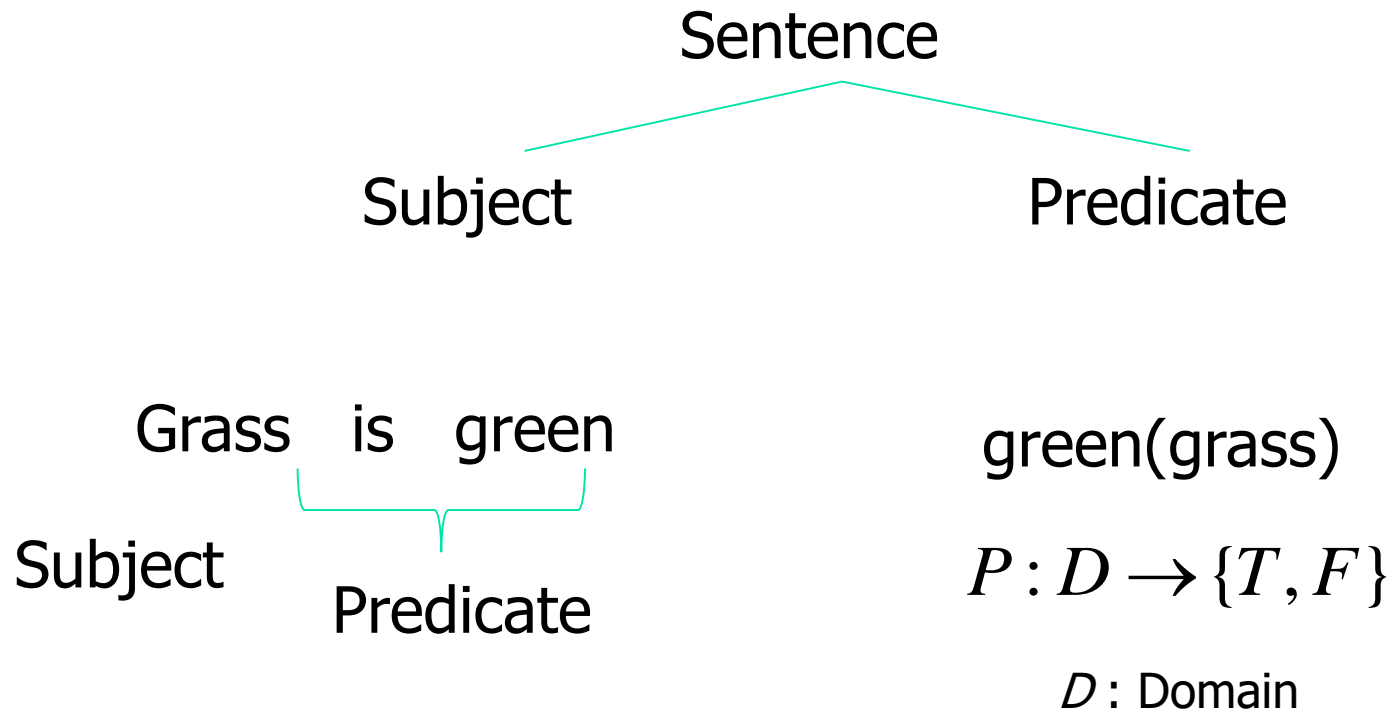 Sentence
Subject Predicate
Grass is green
green(grass)
Subject
Predicate
P : D → {T, F}
D : Domain